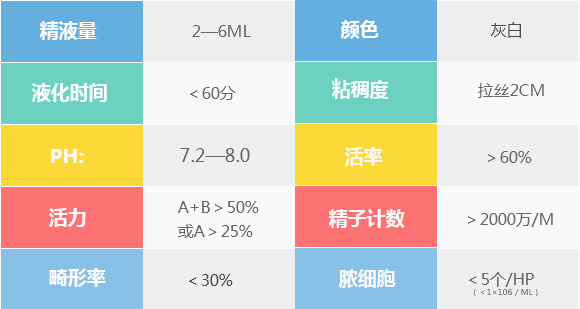 精液量 2—6ML 颜色 灰白
液化时间 ＜60分 粘稠度 拉丝2CM
PH: 7.2—8.0 活率 ＞60%
活力 A+B＞50% 或A＞25% 精子计数 ＞2000万/M
畸形率 ＜30% 脓细胞 ＜5个/HP
（＜1×106 / ML）